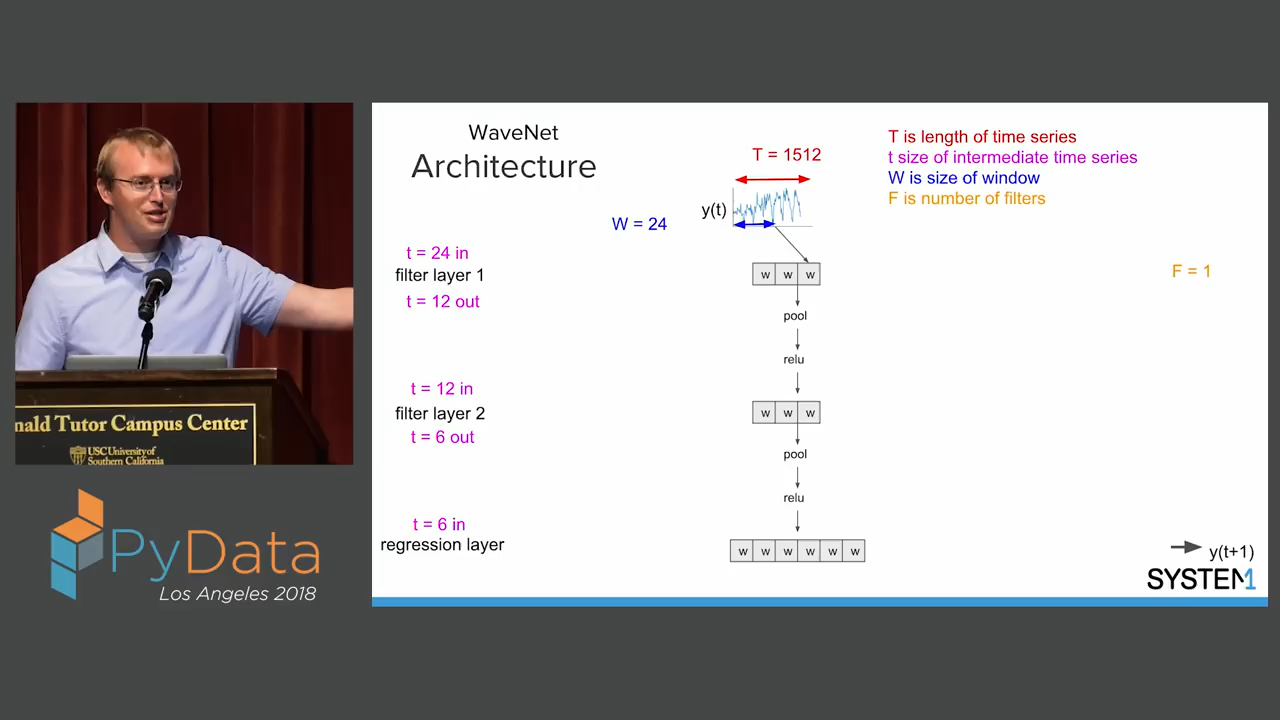 WaveNet
Architecture
T = 1512
T is length of time series
t size of intermediate time series
W is size of window
F is number of filters
y(t)
W = 24
t = 24 in
filter layer 1
t = 12 out
w w w
F = 1
pool
relu
t = 12 in
filter layer 2
t = 6 out
w w w
pool
relu
t = 6 in
regression layer
w w w w w w
y(t+1)
SYSTEM1
nald Tutor Campus Center
USC University of
Southern California
PyData
Los Angeles 2018